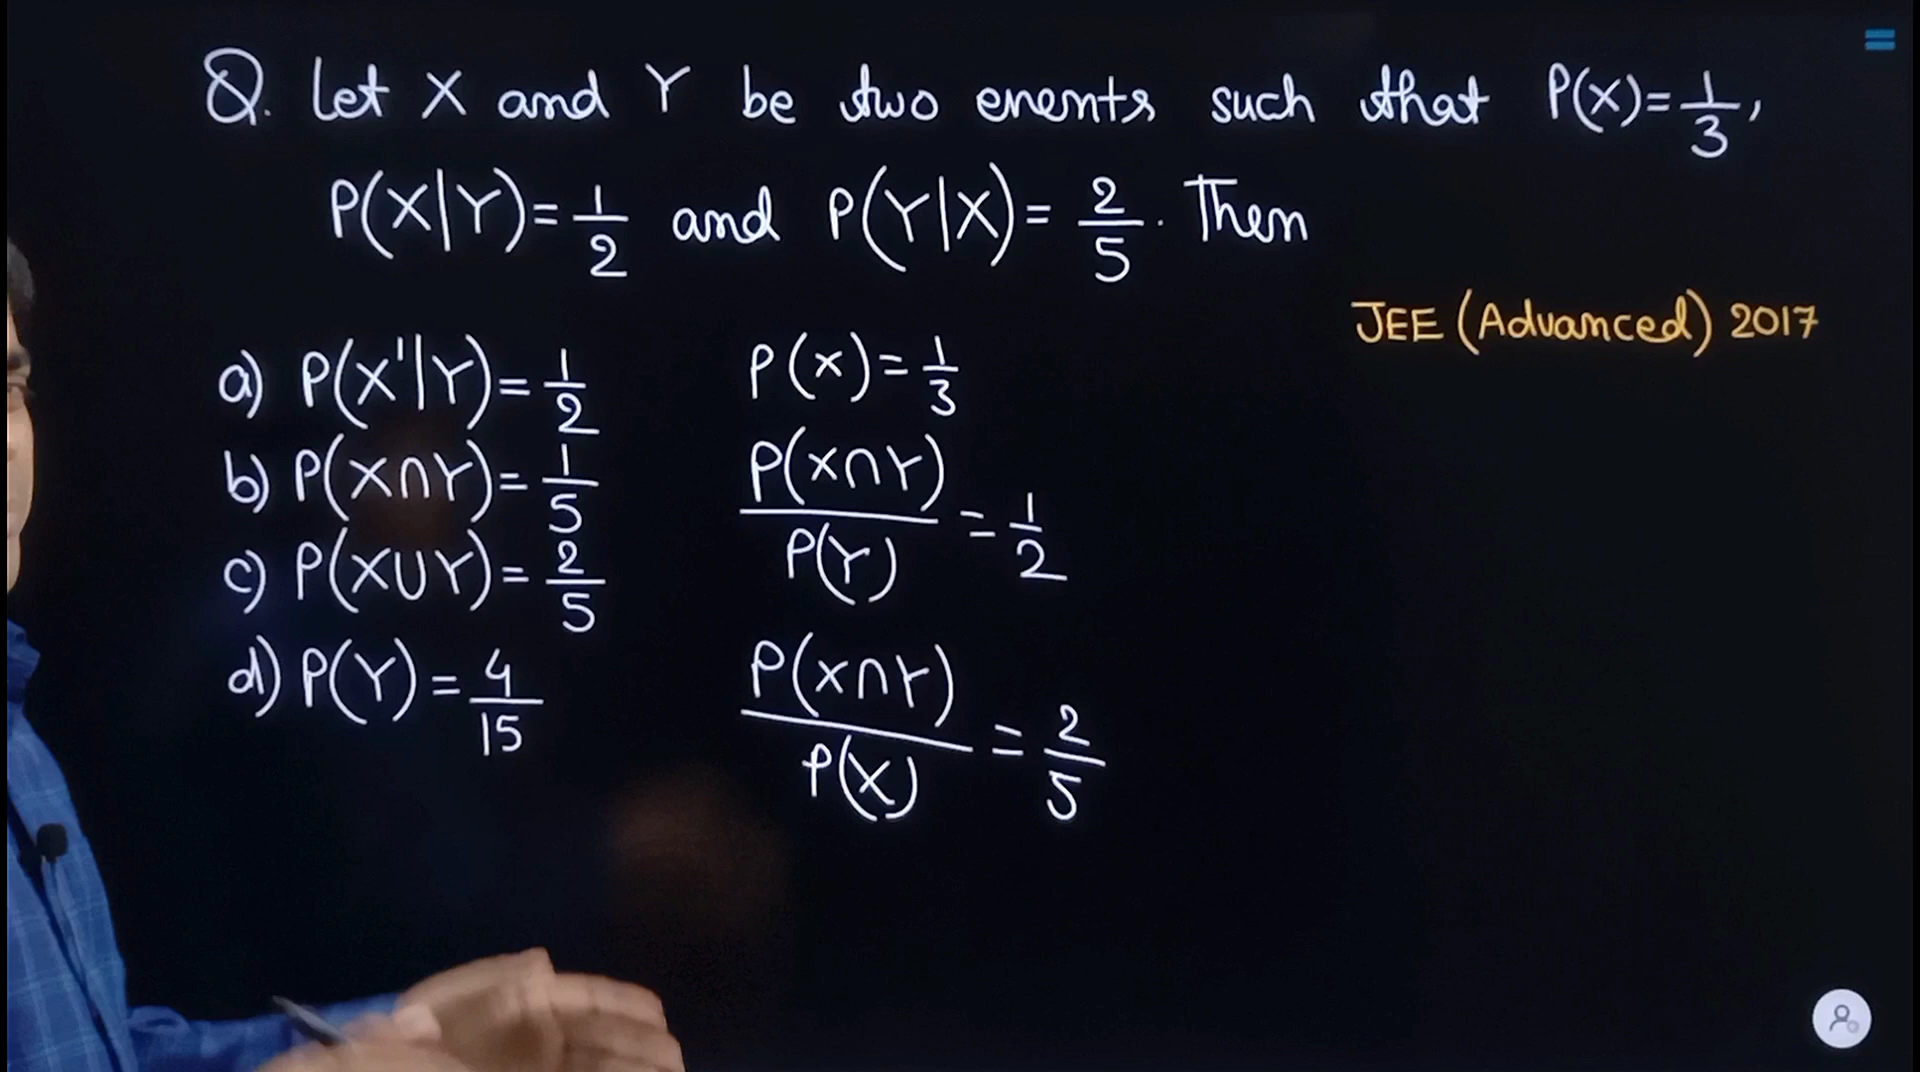 Q. Let X and Y be two enents such that P(X)=1/3,
P(X|Y)=1/2 and P(Y|X)=2/5. Then
JEE (Advanced) 2017
a) P(X'|Y)=1/2
b) P(X∩Y)=1/5
c) P(X∪Y)=2/5
d) P(Y)=4/15
P(X)=1/3
P(X∩Y)/P(Y)=1/2
P(X∩Y)/P(X)=2/5